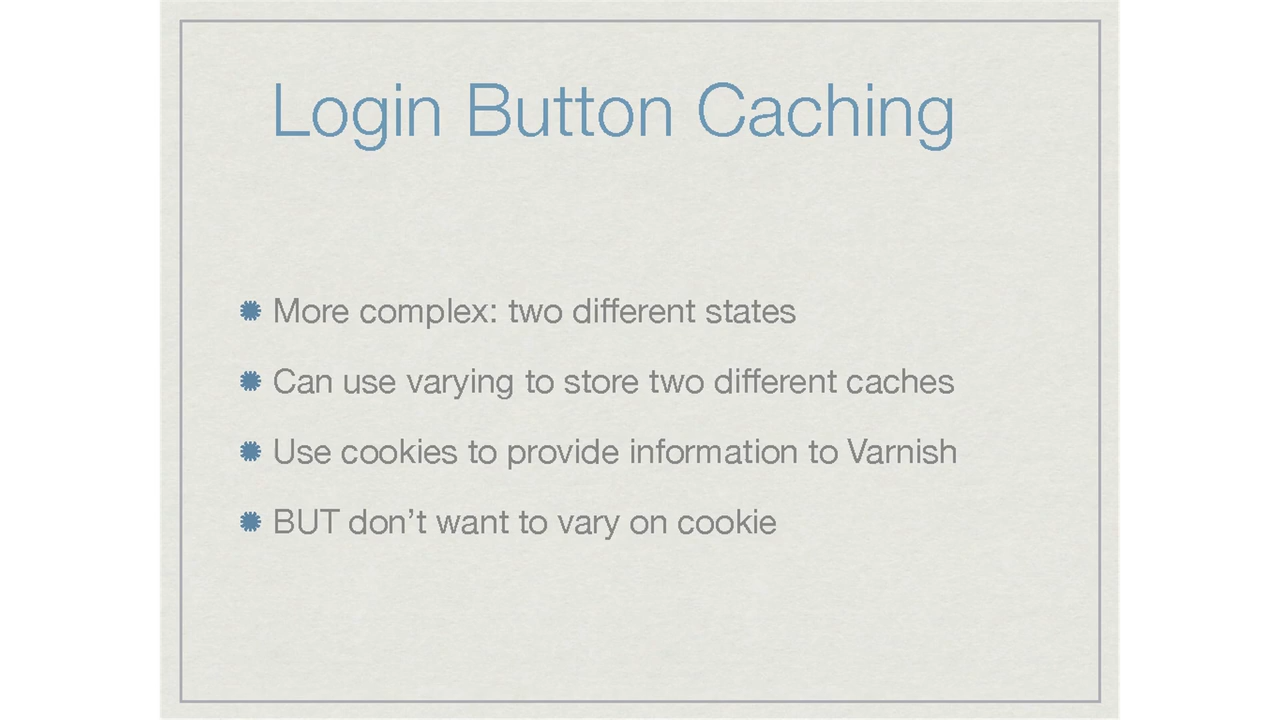 Login Button Caching
More complex: two different states
Can use varying to store two different caches
Use cookies to provide information to Varnish
BUT don’t want to vary on cookie